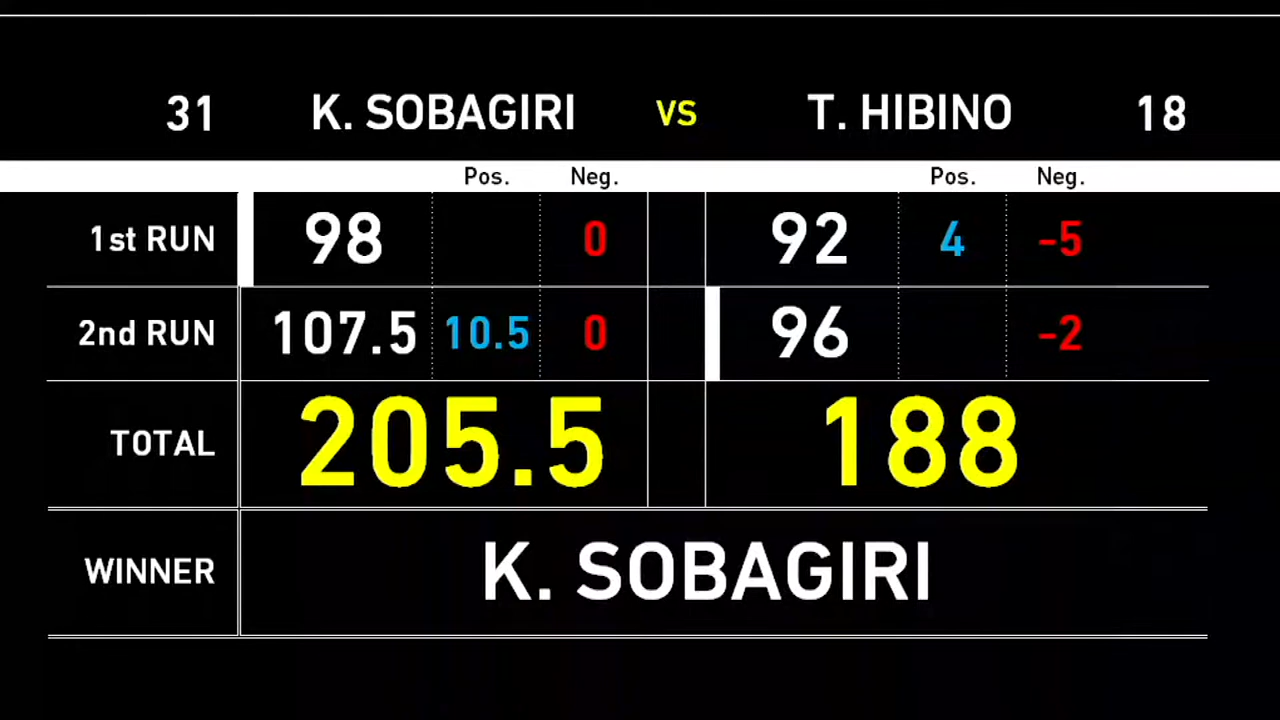 31 K. SOBAGIRI VS T. HIBINO 18
Pos. Neg. Pos. Neg.
1st RUN 98 0 92 4 -5
2nd RUN 107.5 10.5 0 96 -2
TOTAL 205.5 188
WINNER K. SOBAGIRI